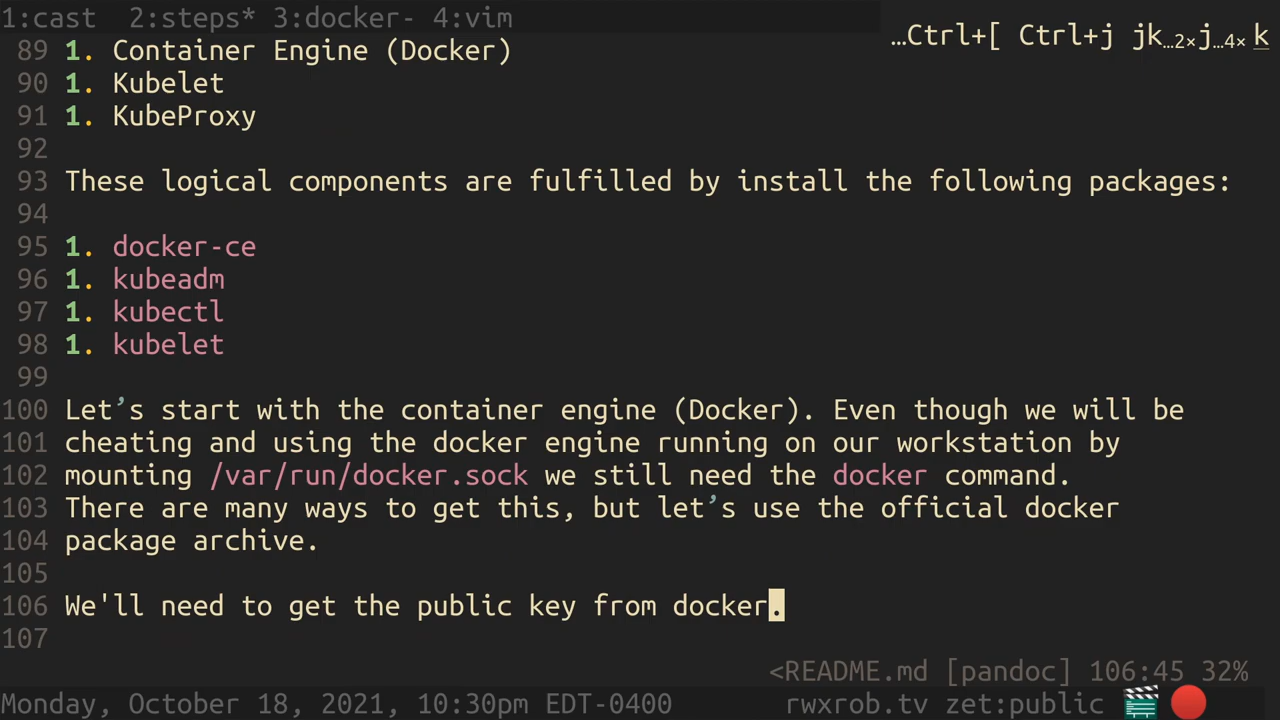 1:cast 2:steps* 3:docker- 4:vim
…Ctrl+[ Ctrl+j jk…2×j…4× k
89 1. Container Engine (Docker)
90 1. Kubelet
91 1. KubeProxy
92
93 These logical components are fulfilled by install the following packages:
94
95 1. docker-ce
96 1. kubeadm
97 1. kubectl
98 1. kubelet
99
100 Let’s start with the container engine (Docker). Even though we will be
101 cheating and using the docker engine running on our workstation by
102 mounting /var/run/docker.sock we still need the docker command.
103 There are many ways to get this, but let’s use the official docker
104 package archive.
105
106 We'll need to get the public key from docker.
107
<README.md [pandoc] 106:45 32%
Monday, October 18, 2021, 10:30pm EDT-0400 rwxrob.tv zet:public